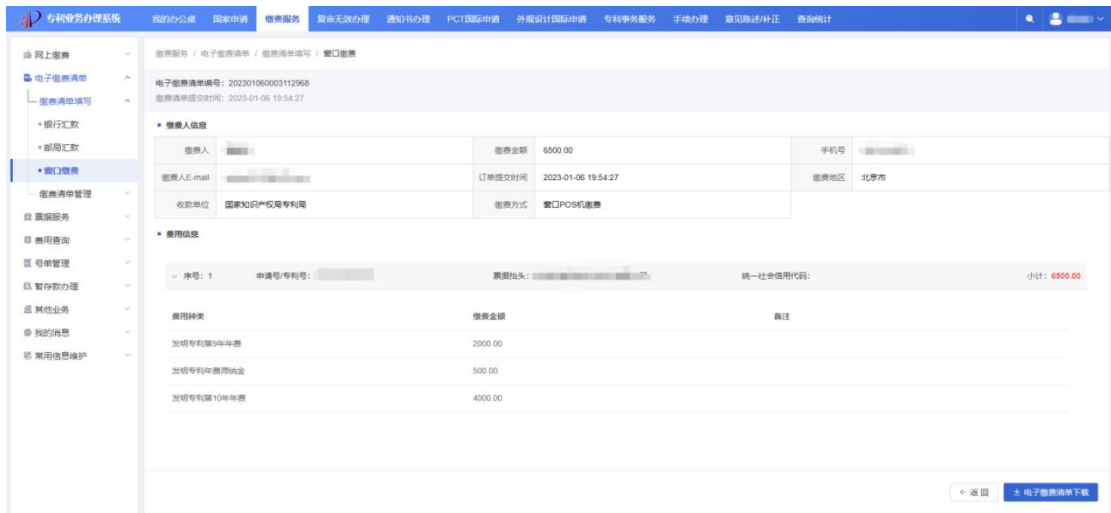 专利业务办理系统 我的办公桌 国家申请 缴费服务 复审无效办理 通知书办理 PCT国际申请 外观设计国际申请 专利事务服务 手续办理 意见陈述/补正 查询统计
网上缴费
电子缴费清单
缴费清单填写
银行汇款
邮局汇款
窗口缴费
缴费清单管理
票据服务
费用查询
号单管理
暂存款办理
其他业务
我的消息
常用信息维护
缴费服务 / 电子缴费清单 / 缴费清单填写 / 窗口缴费
电子缴费清单编号：202301060003112968
缴费清单提交时间：2023-01-06 19:54:27
缴费人信息
缴费人 缴费金额 6500.00 手机号
缴费人E-mail 订单提交时间 2023-01-06 19:54:27 缴费地区 北京市
收款单位 国家知识产权局专利局 缴费方式 窗口POS机缴费
费用信息
序号：1 申请号/专利号： 票据抬头： 统一社会信用代码： 小计：6500.00
费用种类 缴费金额 备注
发明专利第9年年费 2000.00
发明专利年费滞纳金 500.00
发明专利第10年年费 4000.00
返回 电子缴费清单下载